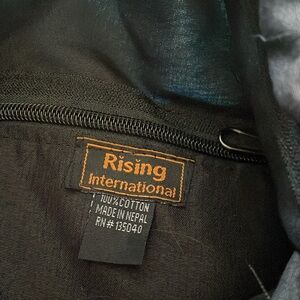 Rising
International
100% COTTON
MADE IN NEPAL
RN# 135040